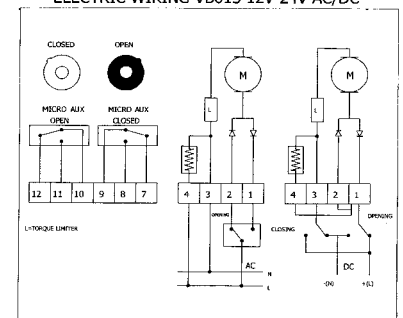 ELECTRIC WIRING VB015 12V 24V AC/DC
CLOSED OPEN
MICRO AUX OPEN
MICRO AUX CLOSED
12 11 10 9 8 7
L=TORQUE LIMITER
M
L
4 3 2 1
OPENING
AC
N
L
M
L
4 3 2 1
CLOSING
OPENING
DC
-(N) +(L)